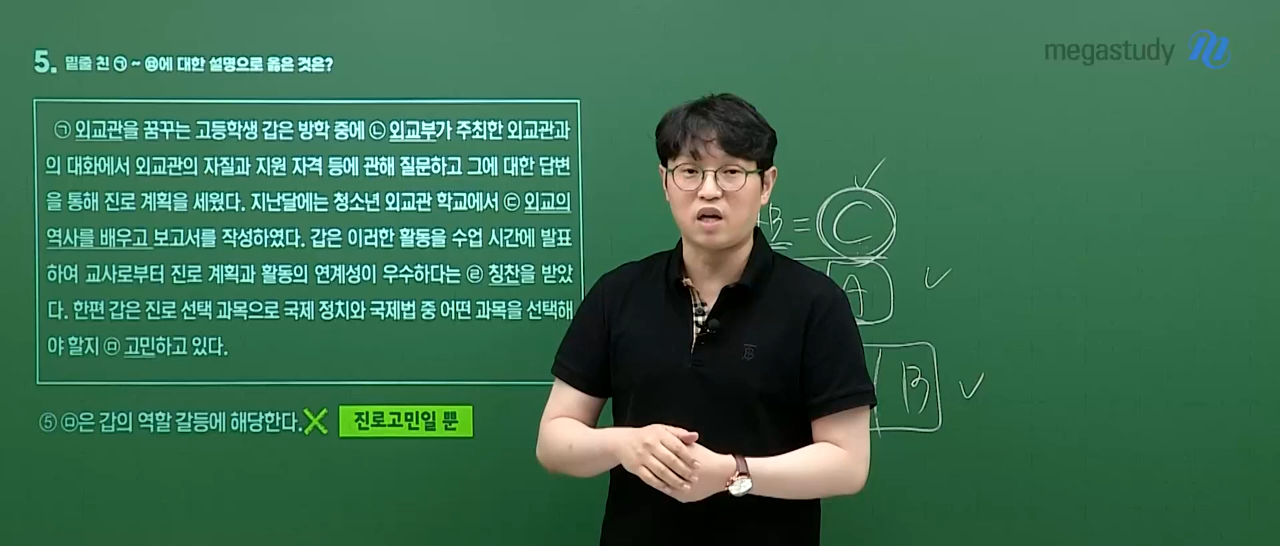 megastudy
5. 밑줄 친 ㉠ ~ ㉥에 대한 설명으로 옳은 것은?
㉠ 외교관을 꿈꾸는 고등학생 갑은 방학 중에 ㉡ 외교부가 주최한 외교관과
의 대화에서 외교관의 자질과 지원 자격 등에 관해 질문하고 그에 대한 답변
을 통해 진로 계획을 세웠다. 지난달에는 청소년 외교관 학교에서 ㉢ 외교의
역사를 배우고 보고서를 작성하였다. 갑은 이러한 활동을 수업 시간에 발표
하여 교사로부터 진로 계획과 활동의 연계성이 우수하다는 ㉣ 칭찬을 받았
다. 한편 갑은 진로 선택 과목으로 국제 정치와 국제법 중 어떤 과목을 선택해
야 할지 ㉤ 고민하고 있다.
⑤ ㉤은 갑의 역할 갈등에 해당한다.
진로고민일 뿐
B = C
A
B